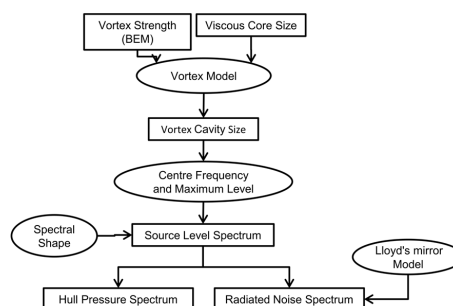 Vortex Strength
(BEM)
Viscous Core Size
Vortex Model
Vortex Cavity Size
Centre Frequency
and Maximum Level
Spectral
Shape
Source Level Spectrum
Lloyd's mirror
Model
Hull Pressure Spectrum
Radiated Noise Spectrum